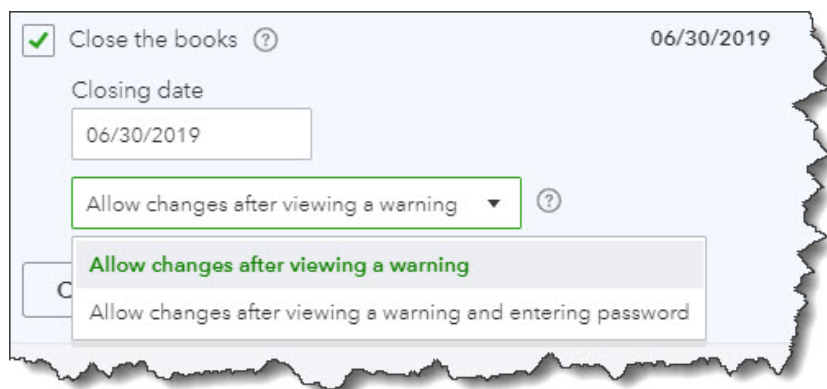 Close the books ? 06/30/2019
Closing date
06/30/2019
Allow changes after viewing a warning ?
Allow changes after viewing a warning
C
Allow changes after viewing a warning and entering password